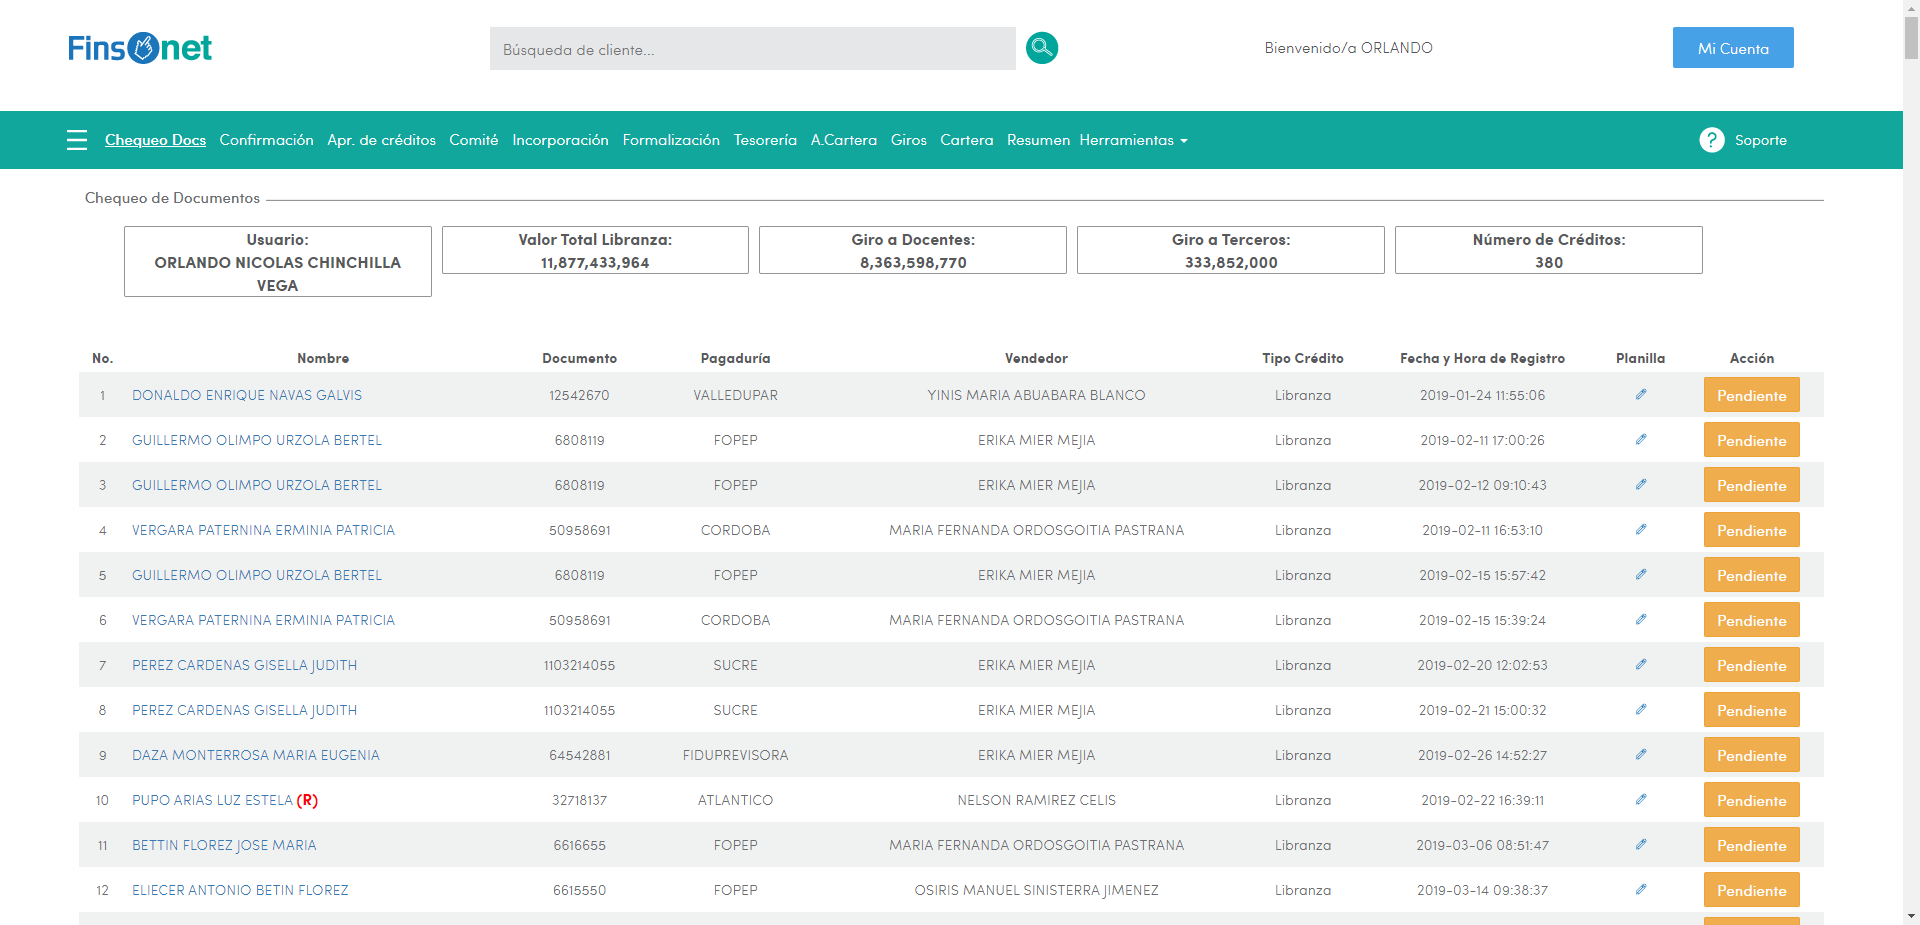 Finsonet
Búsqueda de cliente...
Bienvenido/a ORLANDO
Mi Cuenta
Chequeo Docs Confirmación Apr. de créditos Comité Incorporación Formalización Tesorería A.Cartera Giros Cartera Resumen Herramientas
? Soporte
Chequeo de Documentos
Usuario:
ORLANDO NICOLAS CHINCHILLA
VEGA
Valor Total Libranza:
11,877,433,964
Giro a Docentes:
8,363,598,770
Giro a Terceros:
333,852,000
Número de Créditos:
380
No. Nombre Documento Pagaduría Vendedor Tipo Crédito Fecha y Hora de Registro Planilla Acción
1 DONALDO ENRIQUE NAVAS GALVIS 12542670 VALLEDUPAR YINIS MARIA ABUABARA BLANCO Libranza 2019-01-24 11:55:06 Pendiente
2 GUILLERMO OLIMPO URZOLA BERTEL 6808119 FOPEP ERIKA MIER MEJIA Libranza 2019-02-11 17:00:26 Pendiente
3 GUILLERMO OLIMPO URZOLA BERTEL 6808119 FOPEP ERIKA MIER MEJIA Libranza 2019-02-12 09:10:43 Pendiente
4 VERGARA PATERNINA ERMINIA PATRICIA 50958691 CORDOBA MARIA FERNANDA ORDOSGOITIA PASTRANA Libranza 2019-02-11 16:53:10 Pendiente
5 GUILLERMO OLIMPO URZOLA BERTEL 6808119 FOPEP ERIKA MIER MEJIA Libranza 2019-02-15 15:57:42 Pendiente
6 VERGARA PATERNINA ERMINIA PATRICIA 50958691 CORDOBA MARIA FERNANDA ORDOSGOITIA PASTRANA Libranza 2019-02-15 15:39:24 Pendiente
7 PEREZ CARDENAS GISELLA JUDITH 1103214055 SUCRE ERIKA MIER MEJIA Libranza 2019-02-20 12:02:53 Pendiente
8 PEREZ CARDENAS GISELLA JUDITH 1103214055 SUCRE ERIKA MIER MEJIA Libranza 2019-02-21 15:00:32 Pendiente
9 DAZA MONTERROSA MARIA EUGENIA 64542881 FIDUPREVISORA ERIKA MIER MEJIA Libranza 2019-02-26 14:52:27 Pendiente
10 PUPO ARIAS LUZ ESTELA (R) 32718137 ATLANTICO NELSON RAMIREZ CELIS Libranza 2019-02-22 16:39:11 Pendiente
11 BETTIN FLOREZ JOSE MARIA 6616655 FOPEP MARIA FERNANDA ORDOSGOITIA PASTRANA Libranza 2019-03-06 08:51:47 Pendiente
12 ELIECER ANTONIO BETIN FLOREZ 6615550 FOPEP OSIRIS MANUEL SINISTERRA JIMENEZ Libranza 2019-03-14 09:38:37 Pendiente